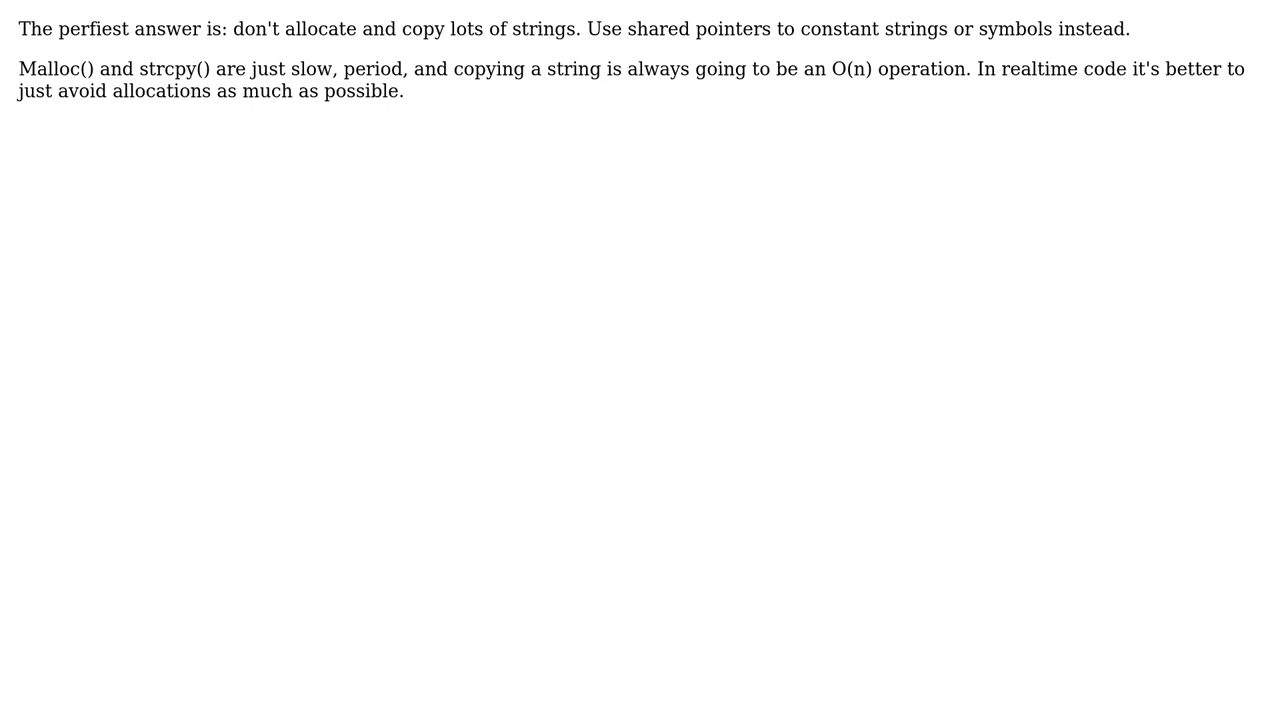 The perfiest answer is: don't allocate and copy lots of strings. Use shared pointers to constant strings or symbols instead.
Malloc() and strcpy() are just slow, period, and copying a string is always going to be an O(n) operation. In realtime code it's better to
just avoid allocations as much as possible.